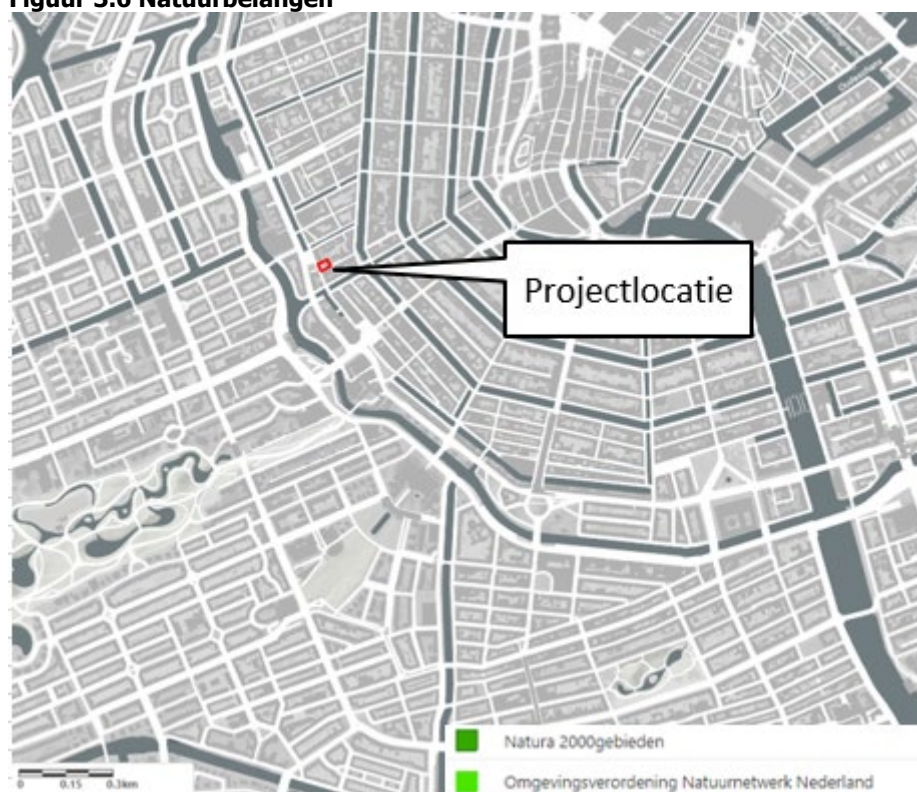 Figuur 3.6 Natuurbelangen
Projectlocatie
Natura 2000gebieden
Omgevingsverordening Natuurnetwerk Nederland
0 0.15 0.3km